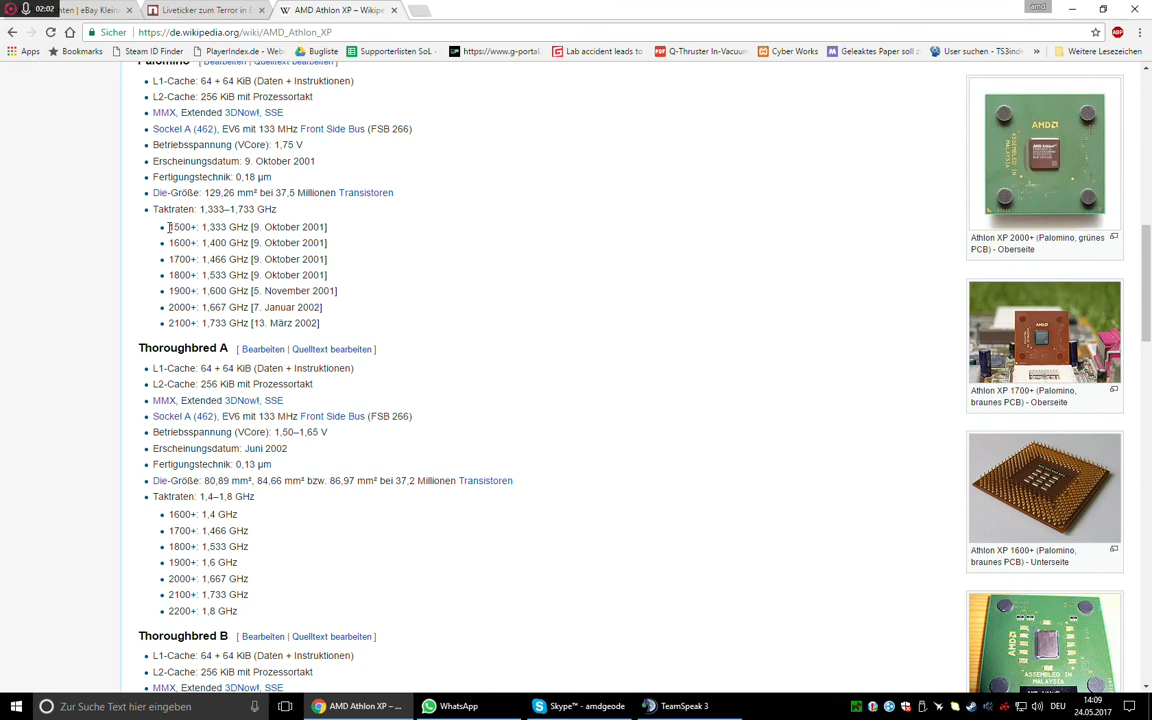 02:02
nten | eBay Kleina
Liveticker zum Terror in E
AMD Athlon XP – Wikipe
amd
Sicher
https://de.wikipedia.org/wiki/AMD_Athlon_XP
Apps
Steam ID Finder
PlayerIndex.de - Web
Bugliste
Supporterlisten SoL -
https://www.g-portal.
Lab accident leads to
Q-Thruster In-Vacuum
Cyber Works
Geleaktes Paper soll z
User suchen - TS3inde
»
Weitere Lesezeichen
Palomino [ Bearbeiten | Quelltext bearbeiten ]
L1-Cache: 64 + 64 KiB (Daten + Instruktionen)
L2-Cache: 256 KiB mit Prozessortakt
MMX, Extended 3DNow!, SSE
Sockel A (462), EV6 mit 133 MHz Front Side Bus (FSB 266)
Betriebsspannung (VCore): 1,75 V
Erscheinungsdatum: 9. Oktober 2001
Fertigungstechnik: 0,18 µm
Die-Größe: 129,26 mm² bei 37,5 Millionen Transistoren
Taktraten: 1,333–1,733 GHz
1500+: 1,333 GHz [9. Oktober 2001]
1600+: 1,400 GHz [9. Oktober 2001]
1700+: 1,466 GHz [9. Oktober 2001]
1800+: 1,533 GHz [9. Oktober 2001]
1900+: 1,600 GHz [5. November 2001]
2000+: 1,667 GHz [7. Januar 2002]
2100+: 1,733 GHz [13. März 2002]
Thoroughbred A [ Bearbeiten | Quelltext bearbeiten ]
L1-Cache: 64 + 64 KiB (Daten + Instruktionen)
L2-Cache: 256 KiB mit Prozessortakt
MMX, Extended 3DNow!, SSE
Sockel A (462), EV6 mit 133 MHz Front Side Bus (FSB 266)
Betriebsspannung (VCore): 1,50–1,65 V
Erscheinungsdatum: Juni 2002
Fertigungstechnik: 0,13 µm
Die-Größe: 80,89 mm², 84,66 mm² bzw. 86,97 mm² bei 37,2 Millionen Transistoren
Taktraten: 1,4–1,8 GHz
1600+: 1,4 GHz
1700+: 1,466 GHz
1800+: 1,533 GHz
1900+: 1,6 GHz
2000+: 1,667 GHz
2100+: 1,733 GHz
2200+: 1,8 GHz
Thoroughbred B [ Bearbeiten | Quelltext bearbeiten ]
L1-Cache: 64 + 64 KiB (Daten + Instruktionen)
L2-Cache: 256 KiB mit Prozessortakt
MMX, Extended 3DNow!, SSE
AMD
ASSEMBLED IN
MALAYSIA
AMD Athlon
Athlon XP 2000+ (Palomino, grünes
PCB) - Oberseite
AMD
Athlon XP 1700+ (Palomino,
braunes PCB) - Oberseite
Athlon XP 1600+ (Palomino,
braunes PCB) - Unterseite
AMD
ASSEMBLED IN
MALAYSIA
Zur Suche Text hier eingeben
AMD Athlon XP – ...
WhatsApp
Skype™ - amdgeode
TeamSpeak 3
DEU
14:09
24.05.2017